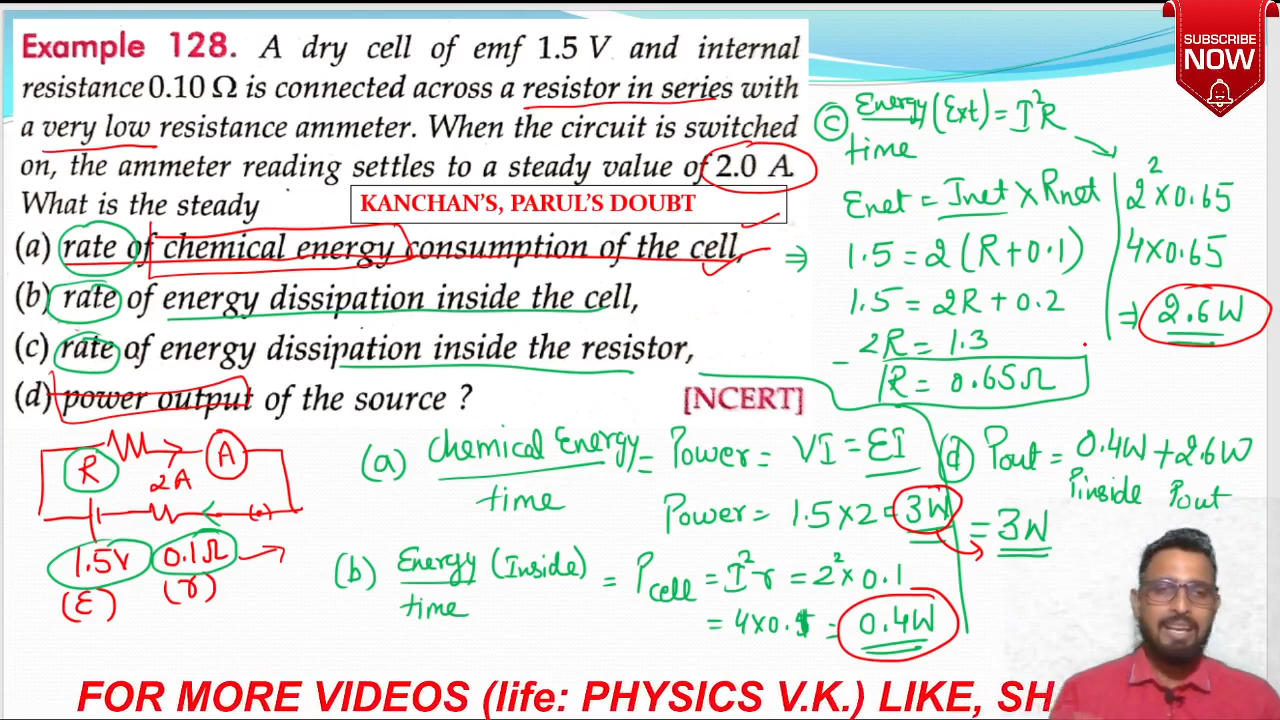 SUBSCRIBE
NOW
Example 128. A dry cell of emf 1.5 V and internal
resistance 0.10 Ω is connected across a resistor in series with
a very low resistance ammeter. When the circuit is switched
on, the ammeter reading settles to a steady value of 2.0 A.
What is the steady
KANCHAN'S, PARUL'S DOUBT
(a) rate of chemical energy consumption of the cell,
(b) rate of energy dissipation inside the cell,
(c) rate of energy dissipation inside the resistor,
(d) power output of the source ?
[NCERT]
R
A
2A
1.5V
0.1Ω
(E)
(r)
(a) Chemical Energy = Power = VI = EI
time
Power = 1.5×2 = 3W
(b) Energy (Inside) = Pcell = I²r = 2² × 0.1
time
= 4×0.1 = 0.4W
(c) Energy (Ext) = I²R
time
Enet = Inet × Rnet
⇒ 1.5 = 2(R+0.1)
1.5 = 2R + 0.2
2R = 1.3
R = 0.65Ω
2² × 0.65
4×0.65
⇒ 2.6W
(d) Pout = 0.4W + 2.6W
Pinside Pout
= 3W
FOR MORE VIDEOS (life: PHYSICS V.K.) LIKE, SH